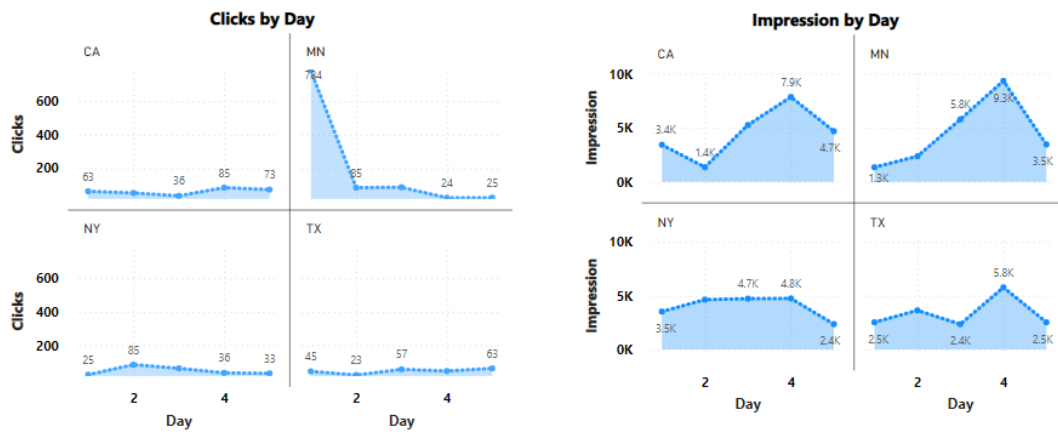 Clicks by Day
CA
MN
Clicks
600
400
200
63
36
85
73
784
85
24
25
NY
TX
Clicks
600
400
200
25
85
36
33
45
23
57
63
2
4
2
4
Day
Day
Impression by Day
CA
MN
Impression
10K
5K
0K
3.4K
1.4K
7.9K
4.7K
1.3K
5.8K
9.3K
3.5K
NY
TX
Impression
10K
5K
0K
3.5K
4.7K
4.8K
2.4K
2.5K
2.4K
5.8K
2.5K
2
4
2
4
Day
Day